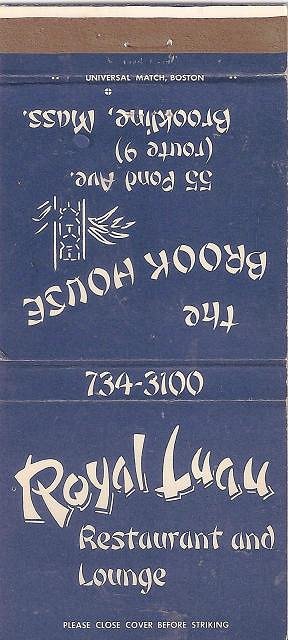 UNIVERSAL MATCH, BOSTON
the
BROOK HOUSE
55 Pond Ave.
(route 9)
Brookline, Mass.
734-3100
Royal Luau
Restaurant and
Lounge
PLEASE CLOSE COVER BEFORE STRIKING